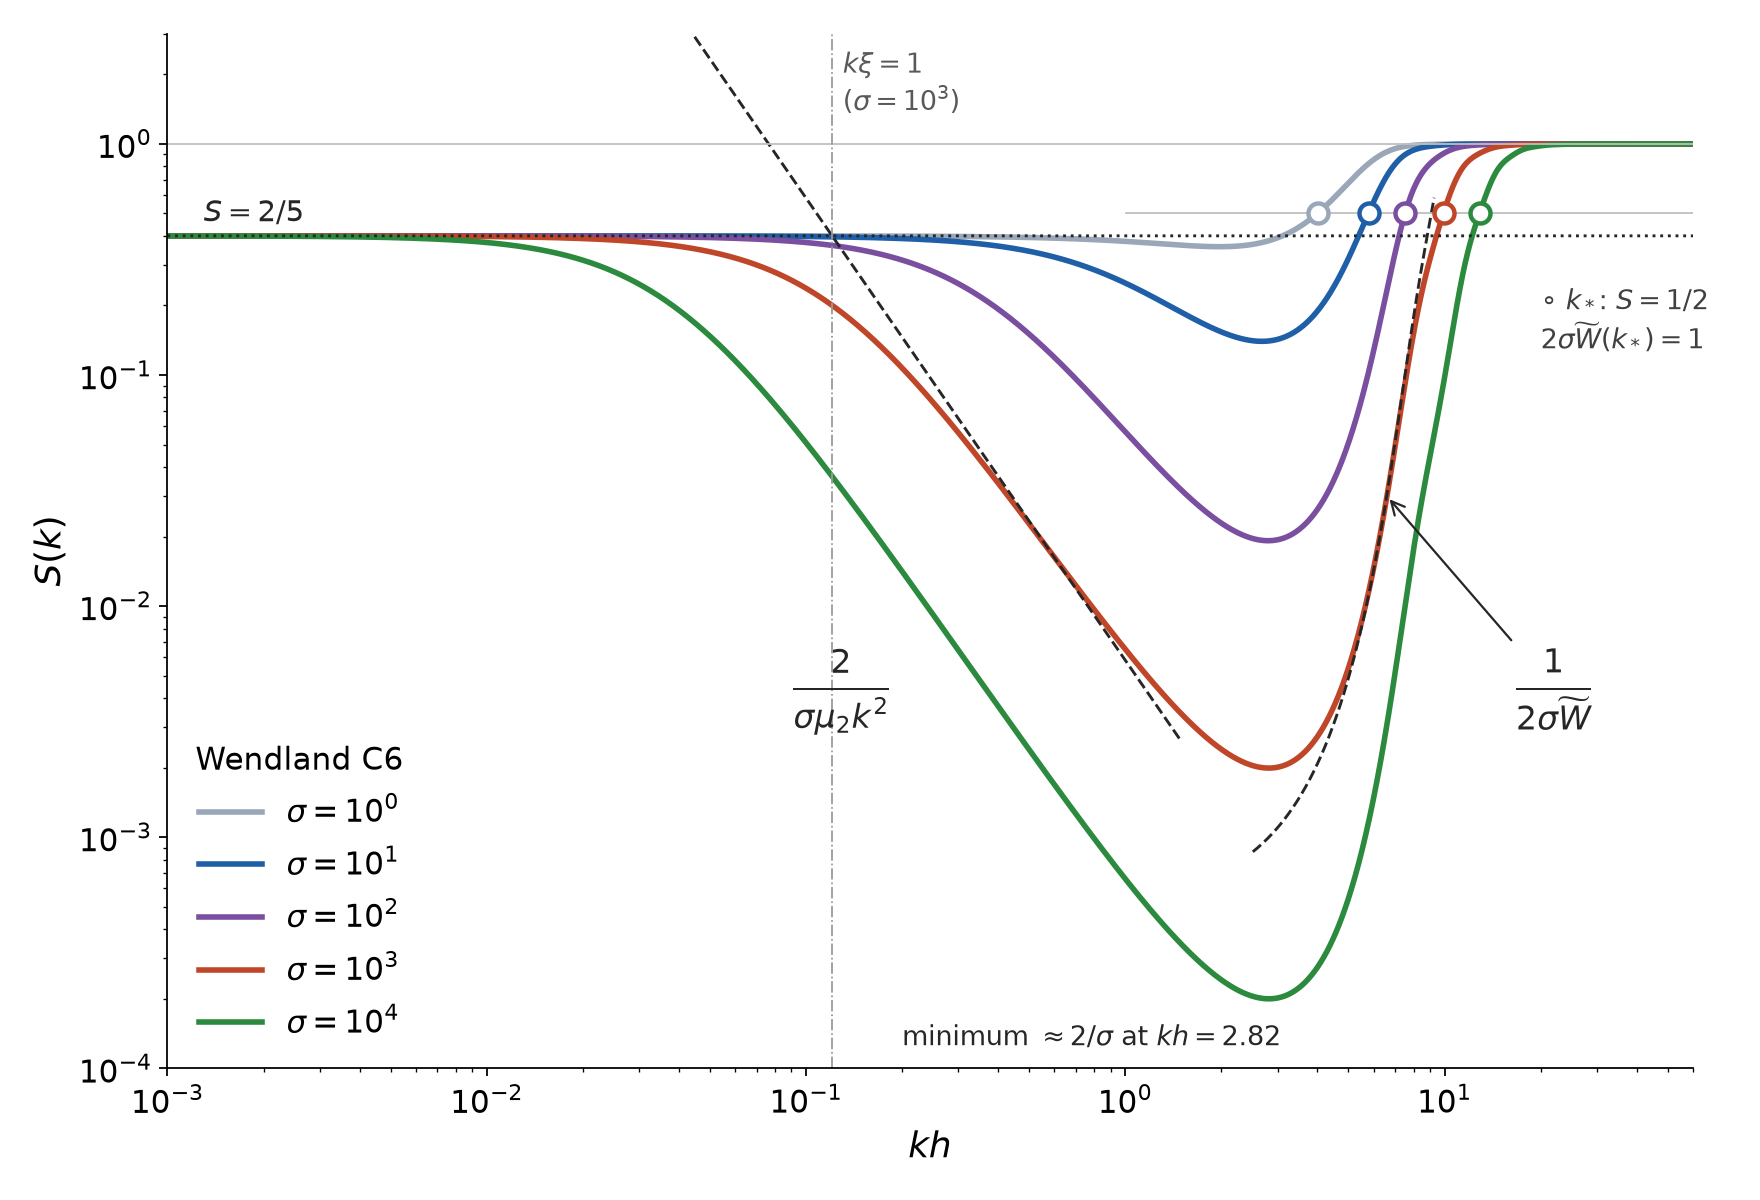 kξ = 1
(σ = 10³)
10⁰
S = 2/5
∘ k_*: S = 1/2
2σW̃(k_*) = 1
10⁻¹
S(k)
10⁻²
2
σμ₂k²
1
2σW̃
Wendland C6
σ = 10⁰
10⁻³
σ = 10¹
σ = 10²
σ = 10³
σ = 10⁴
minimum ≈ 2/σ at kh = 2.82
10⁻⁴
10⁻³ 10⁻² 10⁻¹ 10⁰ 10¹
kh